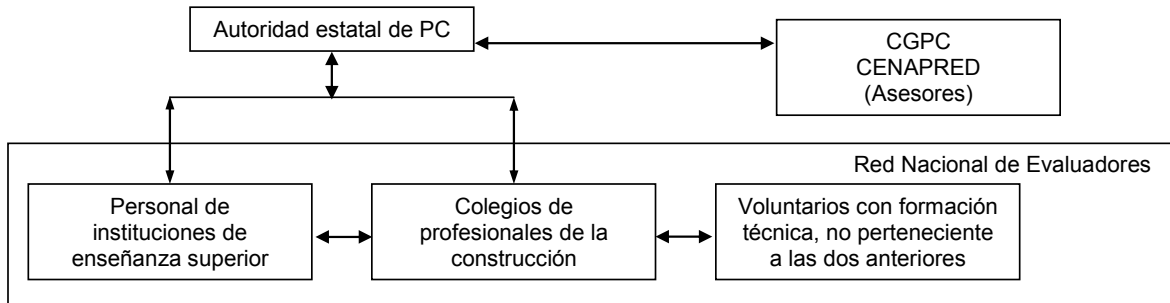 Autoridad estatal de PC
CGPC
CENAPRED
(Asesores)
Red Nacional de Evaluadores
Personal de
instituciones de
enseñanza superior
Colegios de
profesionales de la
construcción
Voluntarios con formación
técnica, no perteneciente
a las dos anteriores